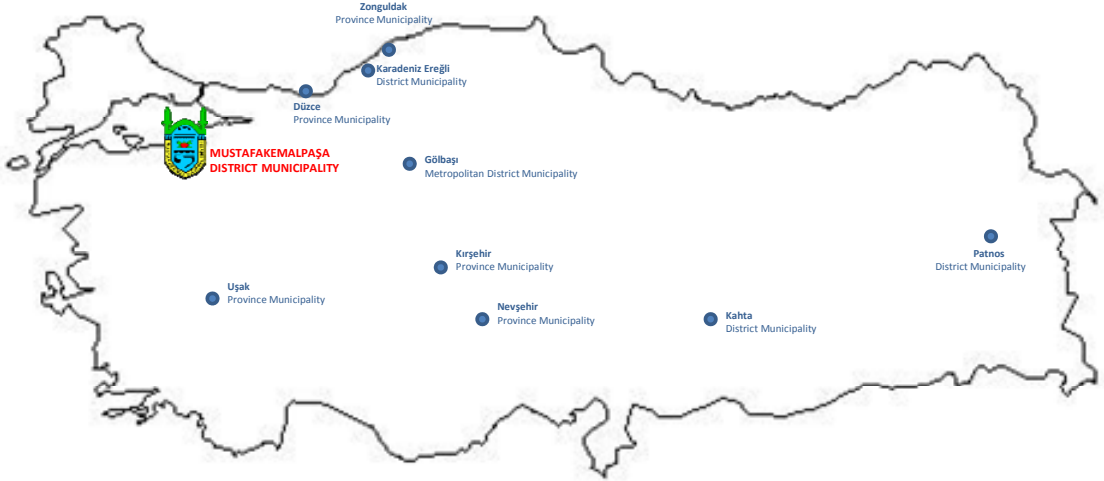 Zonguldak
Province Municipality
Karadeniz Ereğli
District Municipality
Düzce
Province Municipality
MUSTAFAKEMALPAŞA
DISTRICT MUNICIPALITY
Gölbaşı
Metropolitan District Municipality
Patnos
District Municipality
Kırşehir
Province Municipality
Uşak
Province Municipality
Nevşehir
Province Municipality
Kahta
District Municipality